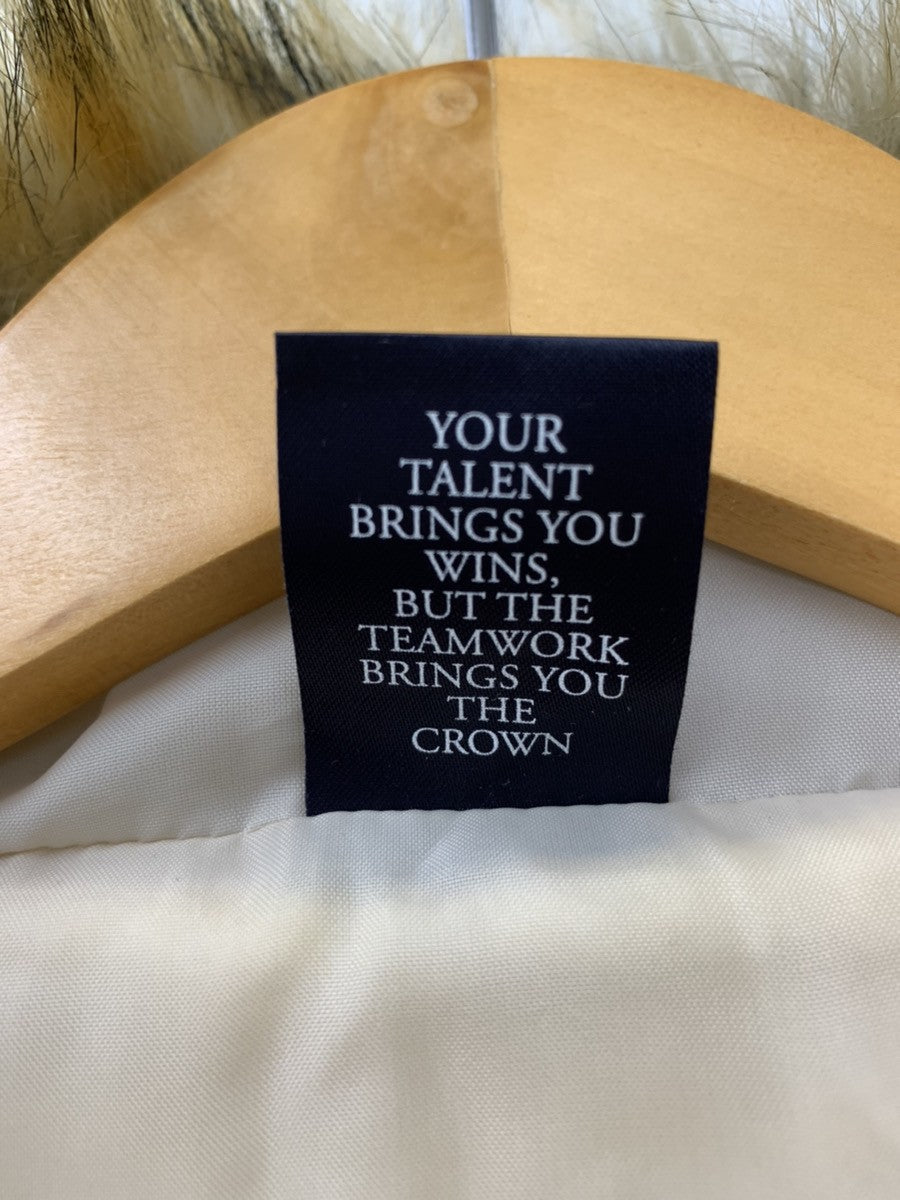 YOUR
TALENT
BRINGS YOU
WINS,
BUT THE
TEAMWORK
BRINGS YOU
THE
CROWN